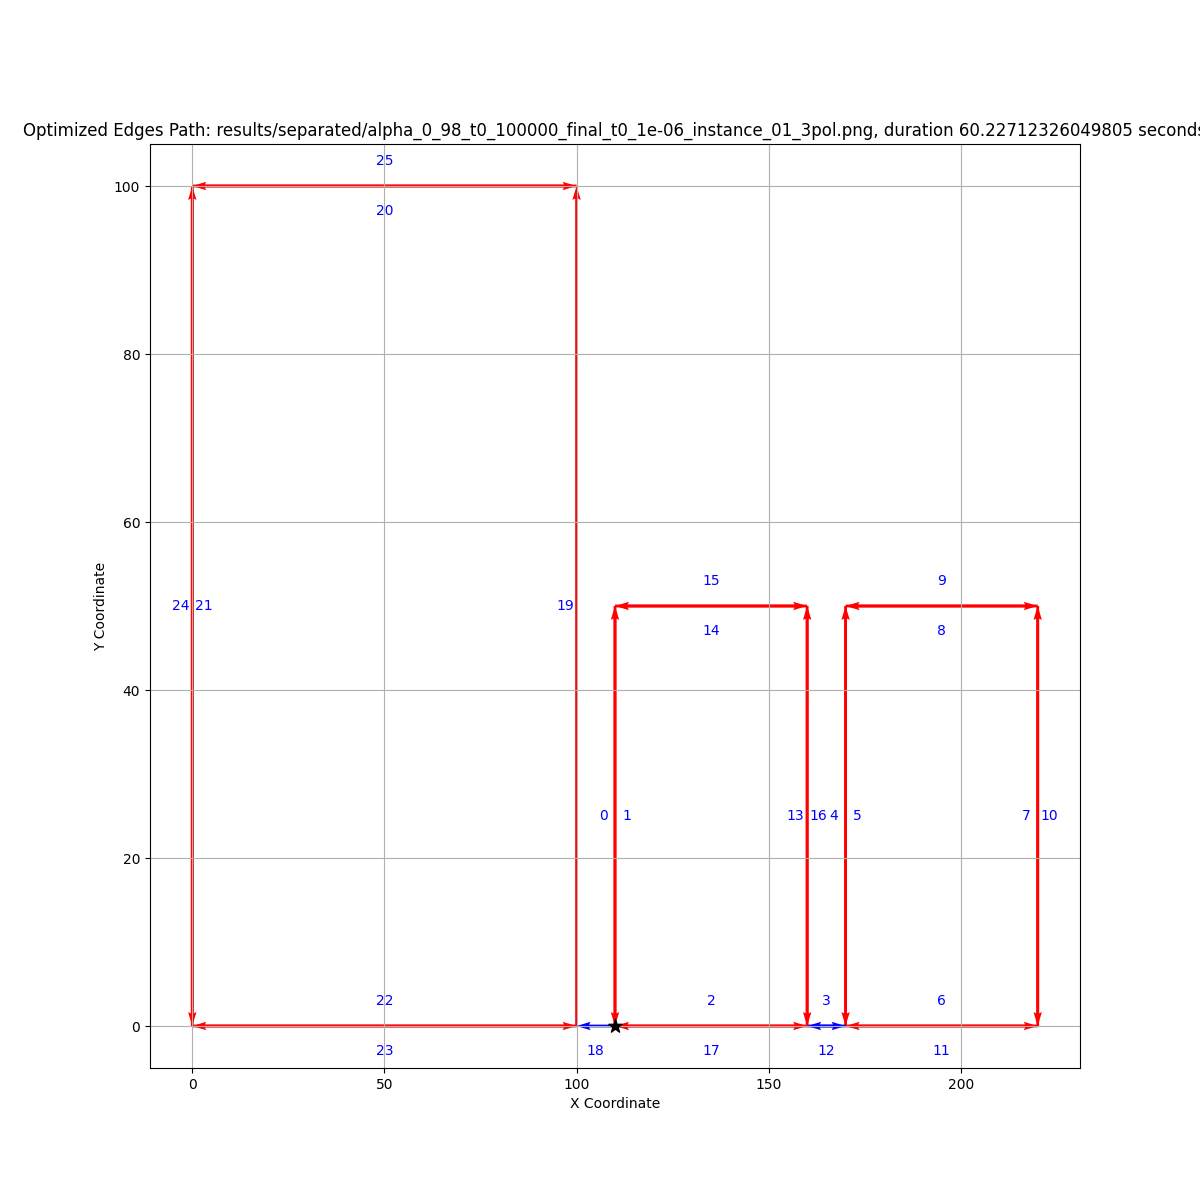 Optimized Edges Path: results/separated/alpha_0_98_t0_100000_final_t0_1e-06_instance_01_3pol.png, duration 60.22712326049805 seconds
25
100
20
80
60
9
15
24 21 19
14 8
40
0 1 13 16 4 5 7 10
20
22 2 3 6
0
23 18 17 12 11
0 50 100 150 200
X Coordinate
Y Coordinate